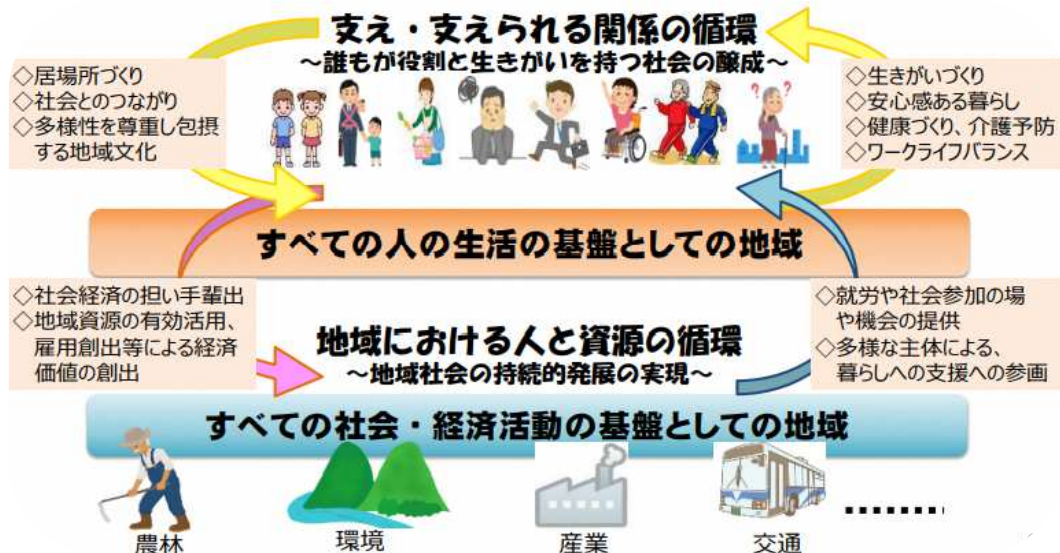 支え・支えられる関係の循環
～誰もが役割と生きがいを持つ社会の醸成～
◇居場所づくり
◇社会とのつながり
◇多様性を尊重し包摂
する地域文化
◇生きがいづくり
◇安心感ある暮らし
◇健康づくり、介護予防
◇ワークライフバランス
? ?
すべての人の生活の基盤としての地域
◇社会経済の担い手輩出
◇地域資源の有効活用、
雇用創出等による経済
価値の創出
地域における人と資源の循環
～地域社会の持続的発展の実現～
◇就労や社会参加の場
や機会の提供
◇多様な主体による、
暮らしへの支援への参画
すべての社会・経済活動の基盤としての地域
農林
環境
産業
交通